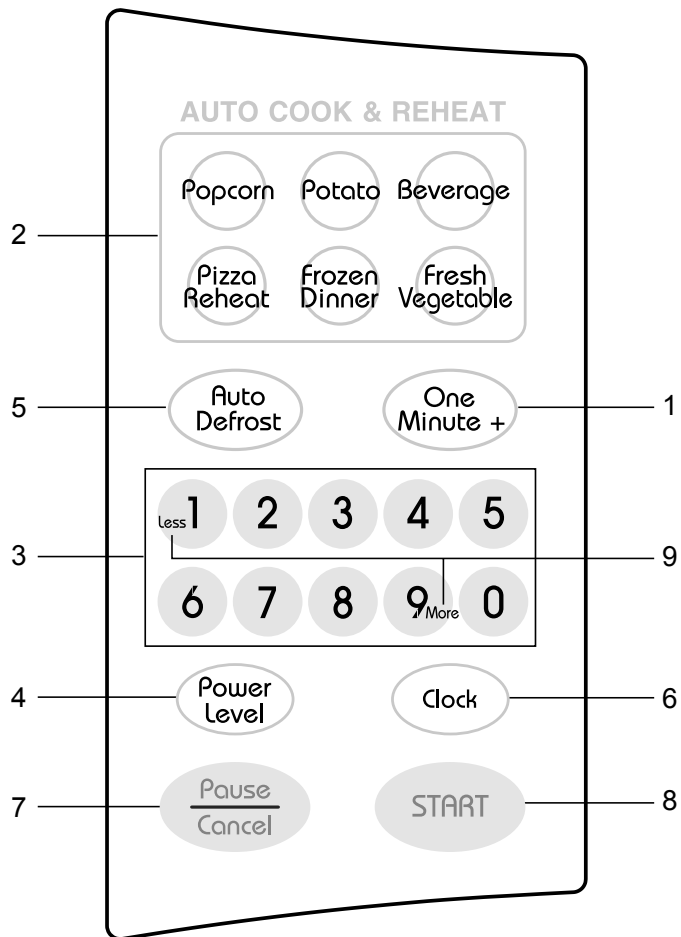 AUTO COOK & REHEAT
Popcorn Potato Beverage
2
Pizza Reheat
Frozen Dinner
Fresh Vegetable
5
Auto
Defrost
One
Minute +
1
Less 1 2 3 4 5
3
9
6 7 8 9 More 0
4
Power
Level
Clock
6
7
Pause
Cancel
START
8